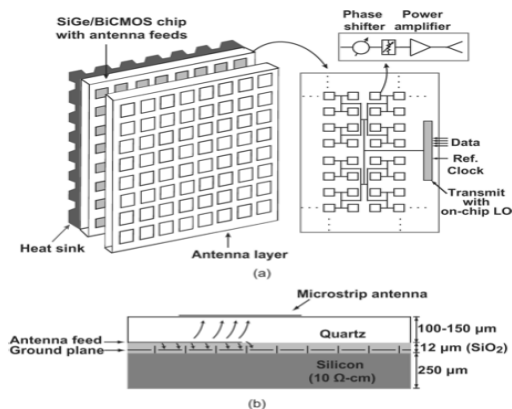 SiGe/BiCMOS chip
with antenna feeds
Phase
shifter
Power
amplifier
Data
Ref.
Clock
Transmit
with
on-chip LO
Heat sink
Antenna layer
(a)
Microstrip antenna
Quartz
100-150 µm
Antenna feed
Ground plane
12 µm (SiO2)
Silicon
(10 Ω-cm)
250 µm
(b)